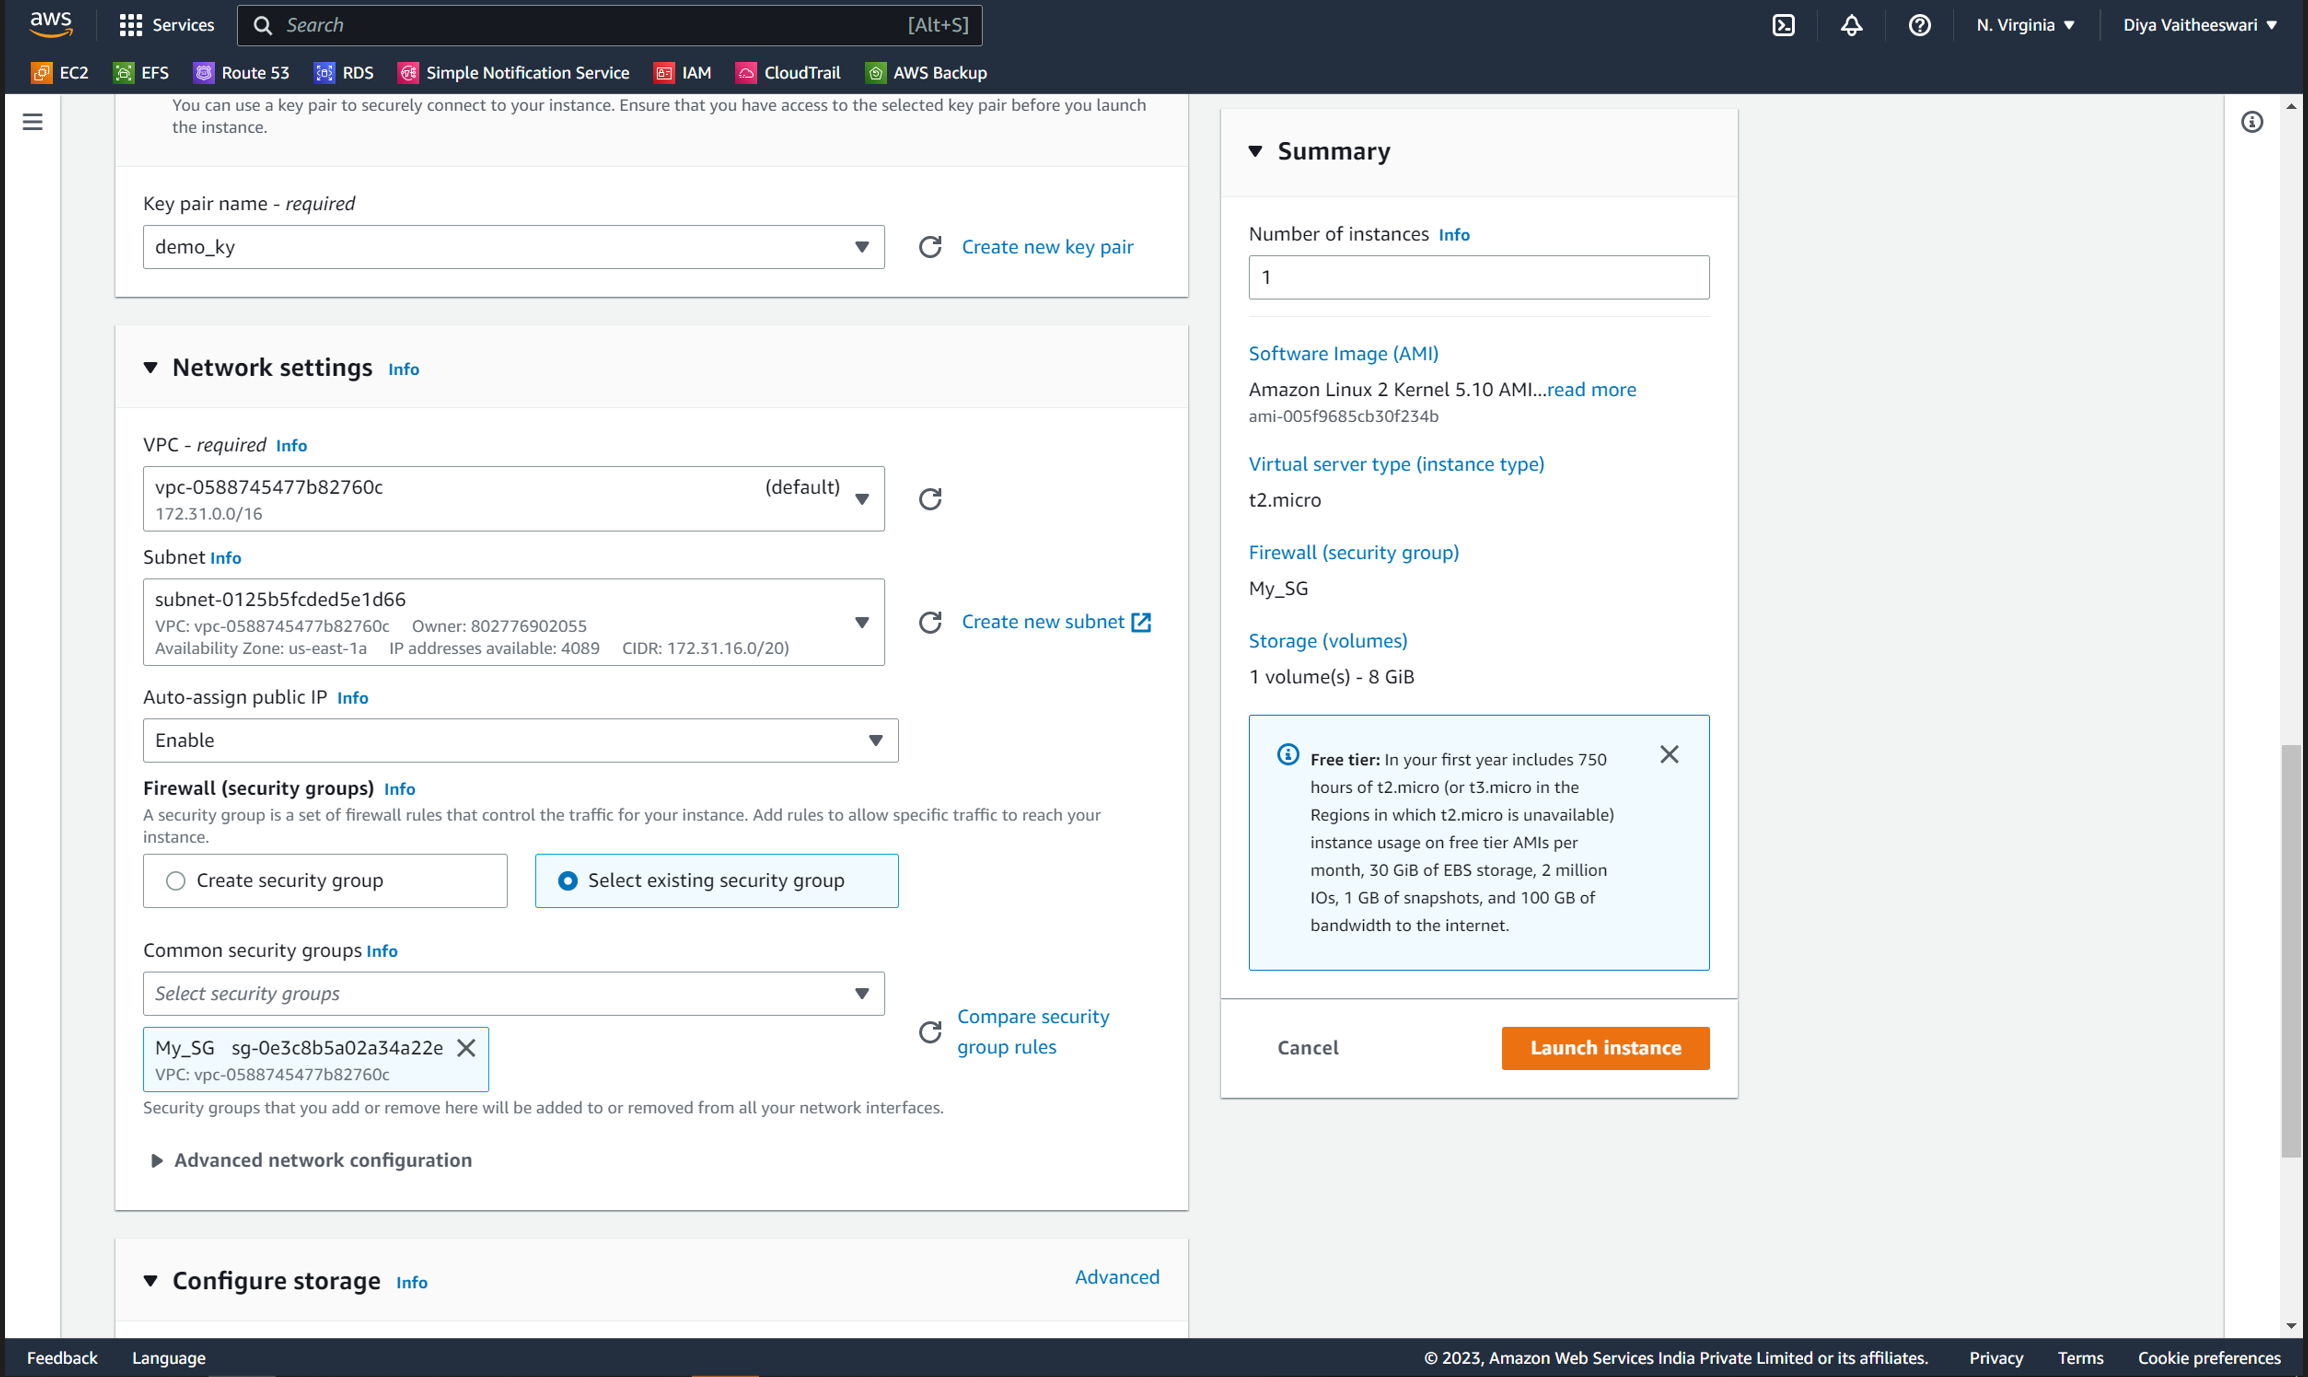 aws
Services
Search
[Alt+S]
N. Virginia
Diya Vaitheeswari
EC2
EFS
Route 53
RDS
Simple Notification Service
IAM
CloudTrail
AWS Backup
You can use a key pair to securely connect to your instance. Ensure that you have access to the selected key pair before you launch
the instance.
Key pair name - required
demo_ky
Create new key pair
Network settings Info
VPC - required Info
vpc-0588745477b82760c (default)
172.31.0.0/16
Subnet Info
subnet-0125b5fcded5e1d66
VPC: vpc-0588745477b82760c Owner: 802776902055
Availability Zone: us-east-1a IP addresses available: 4089 CIDR: 172.31.16.0/20)
Create new subnet
Auto-assign public IP Info
Enable
Firewall (security groups) Info
A security group is a set of firewall rules that control the traffic for your instance. Add rules to allow specific traffic to reach your
instance.
Create security group
Select existing security group
Common security groups Info
Select security groups
My_SG sg-0e3c8b5a02a34a22e
VPC: vpc-0588745477b82760c
Compare security
group rules
Security groups that you add or remove here will be added to or removed from all your network interfaces.
Advanced network configuration
Configure storage Info
Advanced
Summary
Number of instances Info
1
Software Image (AMI)
Amazon Linux 2 Kernel 5.10 AMI...read more
ami-005f9685cb30f234b
Virtual server type (instance type)
t2.micro
Firewall (security group)
My_SG
Storage (volumes)
1 volume(s) - 8 GiB
Free tier: In your first year includes 750
hours of t2.micro (or t3.micro in the
Regions in which t2.micro is unavailable)
instance usage on free tier AMIs per
month, 30 GiB of EBS storage, 2 million
IOs, 1 GB of snapshots, and 100 GB of
bandwidth to the internet.
Cancel
Launch instance
Feedback
Language
© 2023, Amazon Web Services India Private Limited or its affiliates.
Privacy
Terms
Cookie preferences